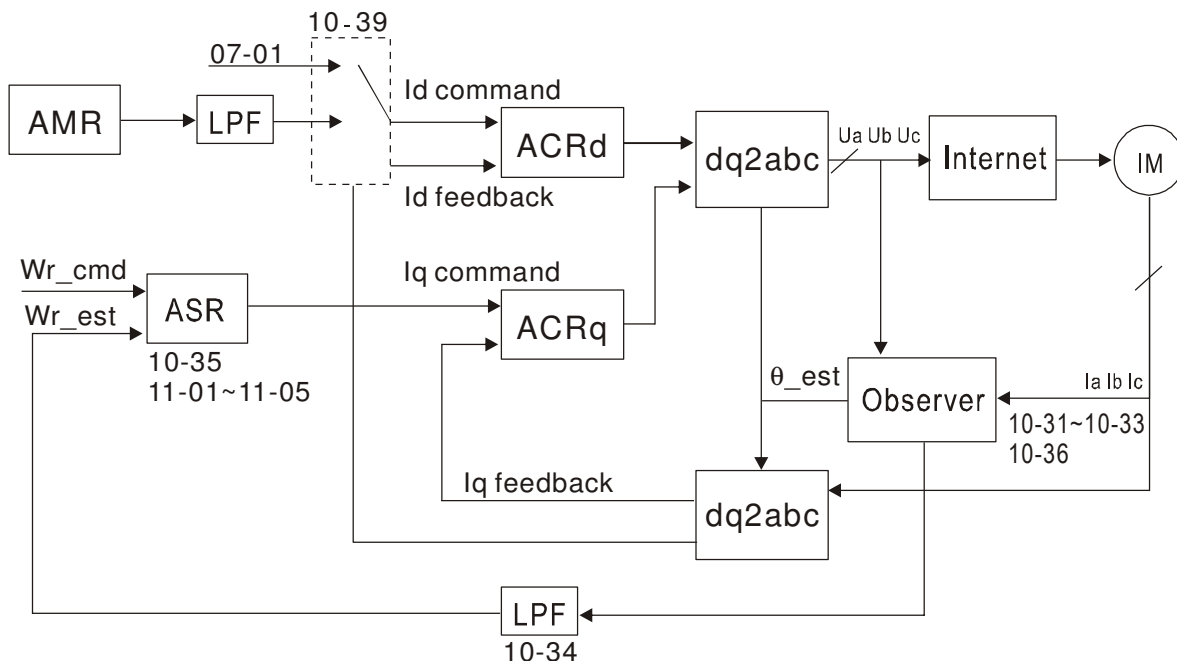 10-39
07-01
AMR
LPF
Id command
Id feedback
ACRd
dq2abc
Ua Ub Uc
Internet
IM
Wr_cmd
Wr_est
ASR
10-35
11-01~11-05
Iq command
ACRq
θ_est
Observer
Ia Ib Ic
10-31~10-33
10-36
Iq feedback
dq2abc
LPF
10-34